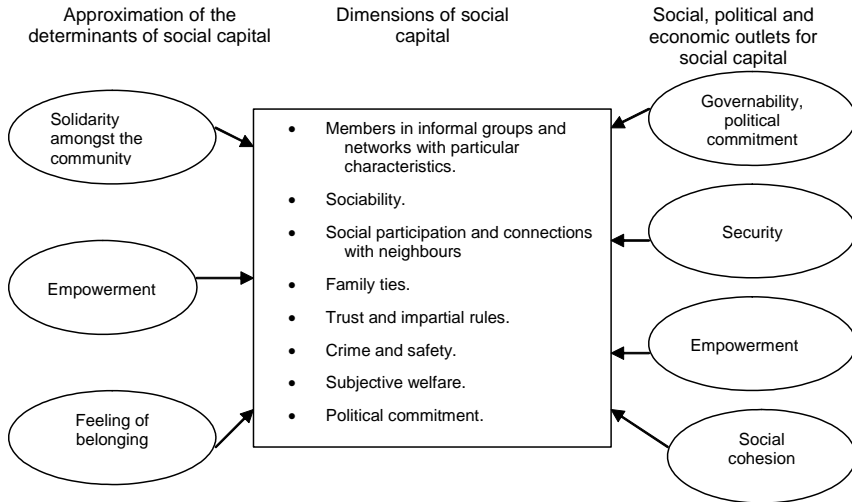 Approximation of the
determinants of social capital
Dimensions of social
capital
Social, political and
economic outlets for
social capital
Solidarity
amongst the
community
Empowerment
Feeling of
belonging
• Members in informal groups and
networks with particular
characteristics.
• Sociability.
• Social participation and connections
with neighbours
• Family ties.
• Trust and impartial rules.
• Crime and safety.
• Subjective welfare.
• Political commitment.
Governability,
political
commitment
Security
Empowerment
Social
cohesion